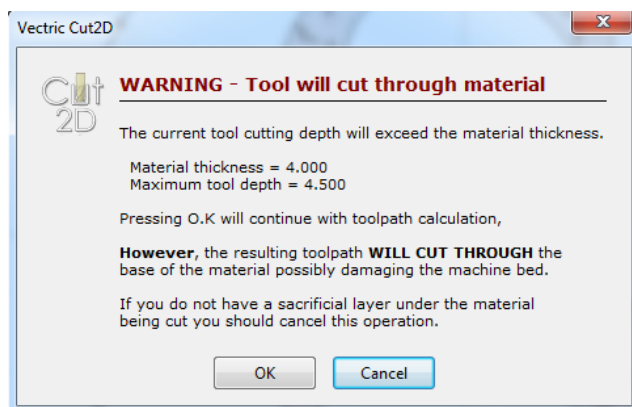 Vectric Cut2D
Cut
2D
WARNING - Tool will cut through material
The current tool cutting depth will exceed the material thickness.
Material thickness = 4.000
Maximum tool depth = 4.500
Pressing O.K will continue with toolpath calculation,
However, the resulting toolpath WILL CUT THROUGH the
base of the material possibly damaging the machine bed.
If you do not have a sacrificial layer under the material
being cut you should cancel this operation.
OK
Cancel